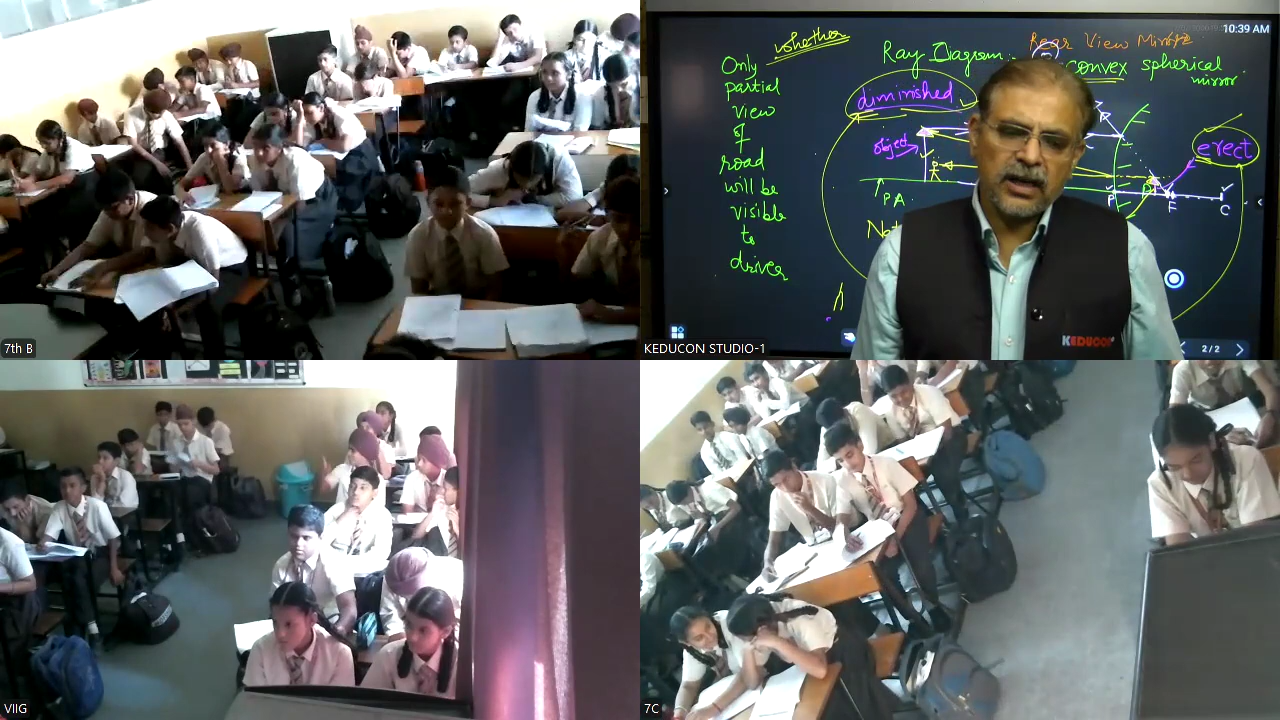 10:39 AM
whether
Rear View Mirror
Only
partial
view
of
road
will be
visible
to
driver
Ray Diagram:
convex spherical
mirror.
diminished
object
erect
PA.
P
F
C
KEDUCON
2/2
7th B
KEDUCON STUDIO-1
VIIG
7C